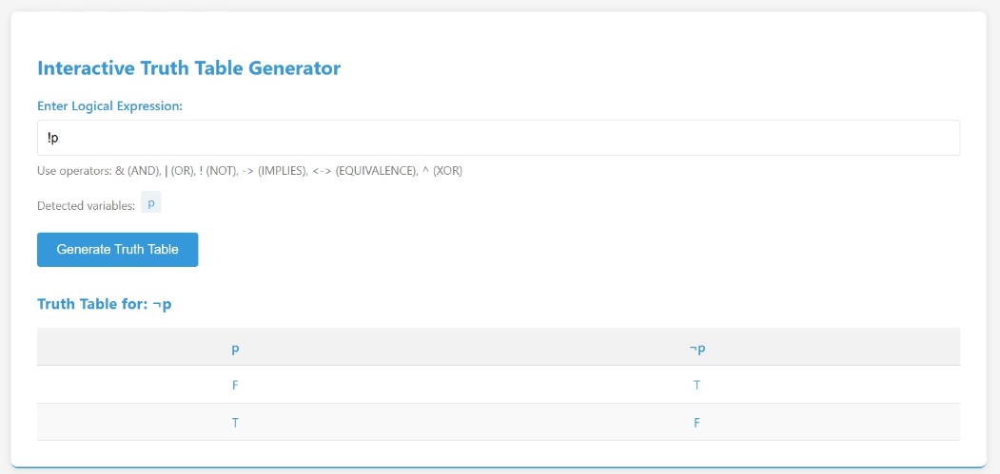 Interactive Truth Table Generator
Enter Logical Expression:
!p
Use operators: & (AND), | (OR), ! (NOT), -> (IMPLIES), <-> (EQUIVALENCE), ^ (XOR)
Detected variables: p
Generate Truth Table
Truth Table for: ¬p
p ¬p
F T
T F